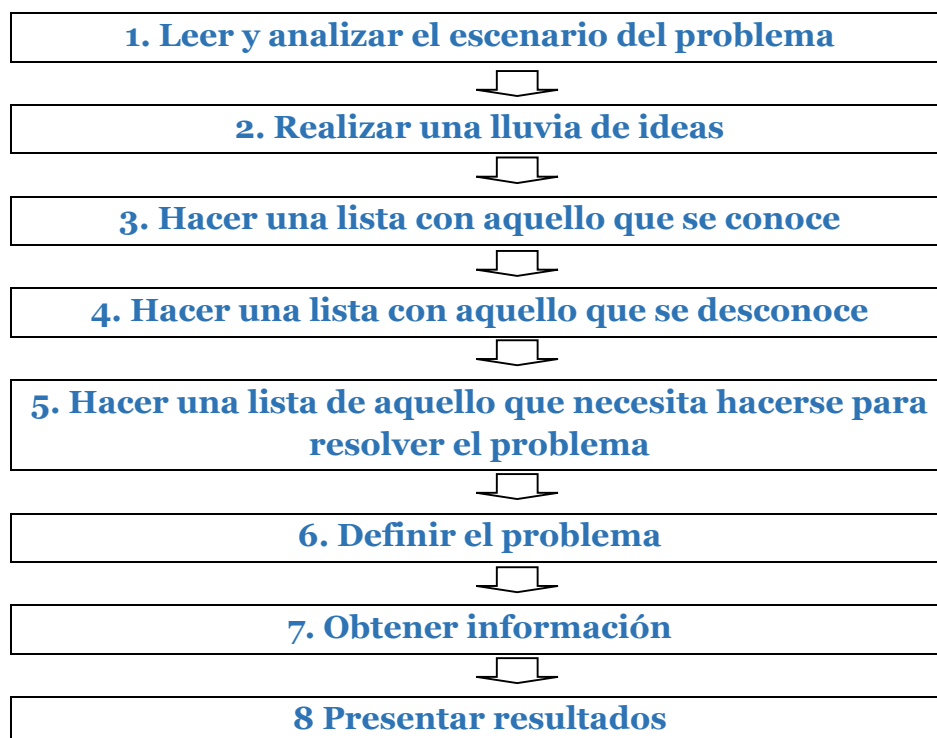 1. Leer y analizar el escenario del problema
2. Realizar una lluvia de ideas
3. Hacer una lista con aquello que se conoce
4. Hacer una lista con aquello que se desconoce
5. Hacer una lista de aquello que necesita hacerse para
resolver el problema
6. Definir el problema
7. Obtener información
8 Presentar resultados